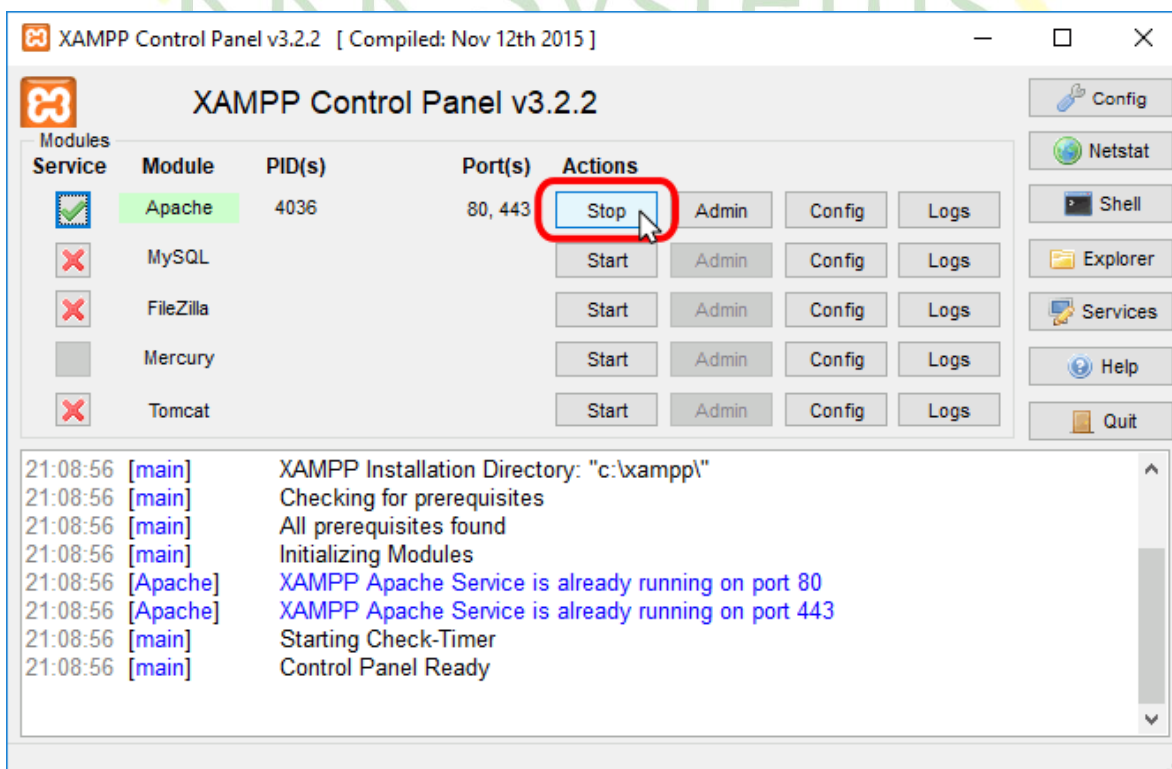 XAMPP Control Panel v3.2.2 [ Compiled: Nov 12th 2015 ]
XAMPP Control Panel v3.2.2
Config
Modules
Netstat
Service Module PID(s) Port(s) Actions
Apache 4036 80, 443 Stop Admin Config Logs
Shell
MySQL Start Admin Config Logs
Explorer
FileZilla Start Admin Config Logs
Services
Mercury Start Admin Config Logs
Help
Tomcat Start Admin Config Logs
Quit
21:08:56 [main] XAMPP Installation Directory: "c:\xampp\"
21:08:56 [main] Checking for prerequisites
21:08:56 [main] All prerequisites found
21:08:56 [main] Initializing Modules
21:08:56 [Apache] XAMPP Apache Service is already running on port 80
21:08:56 [Apache] XAMPP Apache Service is already running on port 443
21:08:56 [main] Starting Check-Timer
21:08:56 [main] Control Panel Ready